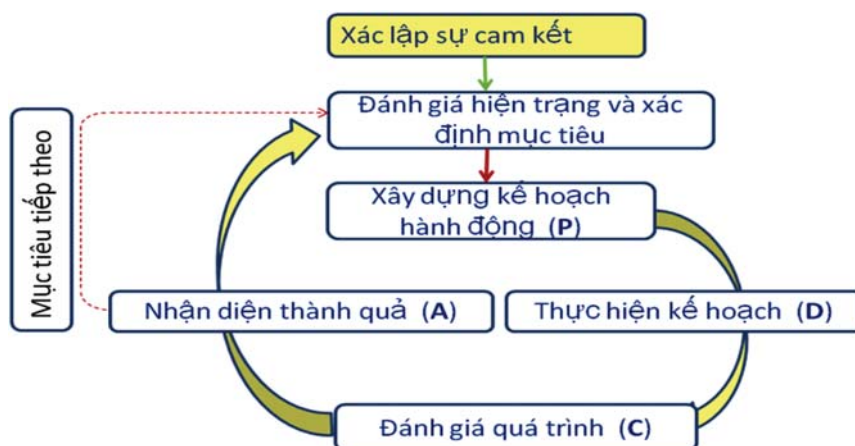 Xác lập sự cam kết
Đánh giá hiện trạng và xác
định mục tiêu
Xây dựng kế hoạch
hành động (P)
Mục tiêu tiếp theo
Nhận diện thành quả (A)
Thực hiện kế hoạch (D)
Đánh giá quá trình (C)